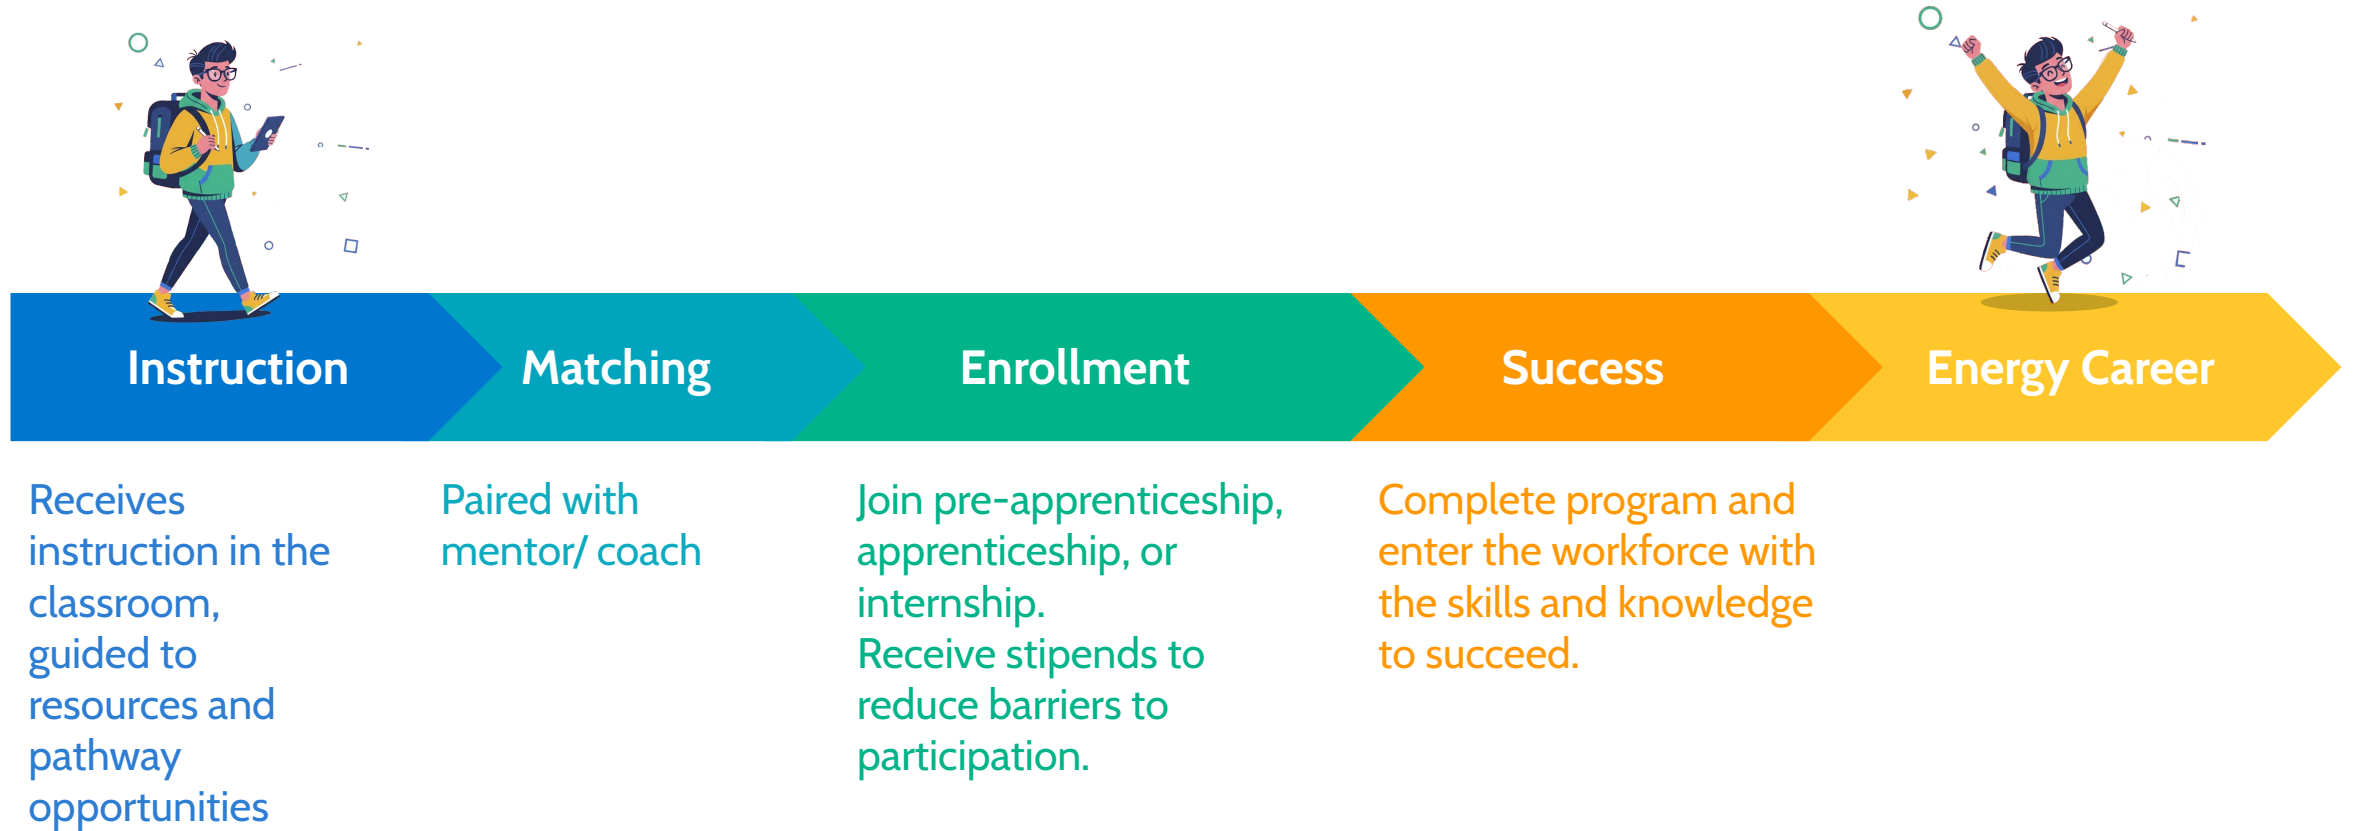 Instruction
Matching
Enrollment
Success
Energy Career
Receives
instruction in the
classroom,
guided to
resources and
pathway
opportunities
Paired with
mentor/ coach
Join pre-apprenticeship,
apprenticeship, or
internship.
Receive stipends to
reduce barriers to
participation.
Complete program and
enter the workforce with
the skills and knowledge
to succeed.